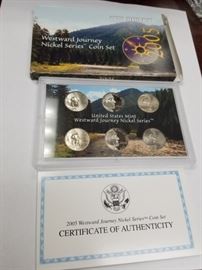 Westward Journey
Nickel Series™ Coin Set
2005
United States Mint
Westward Journey Nickel Series™
2005 Westward Journey Nickel Series™ Coin Set
CERTIFICATE OF AUTHENTICITY